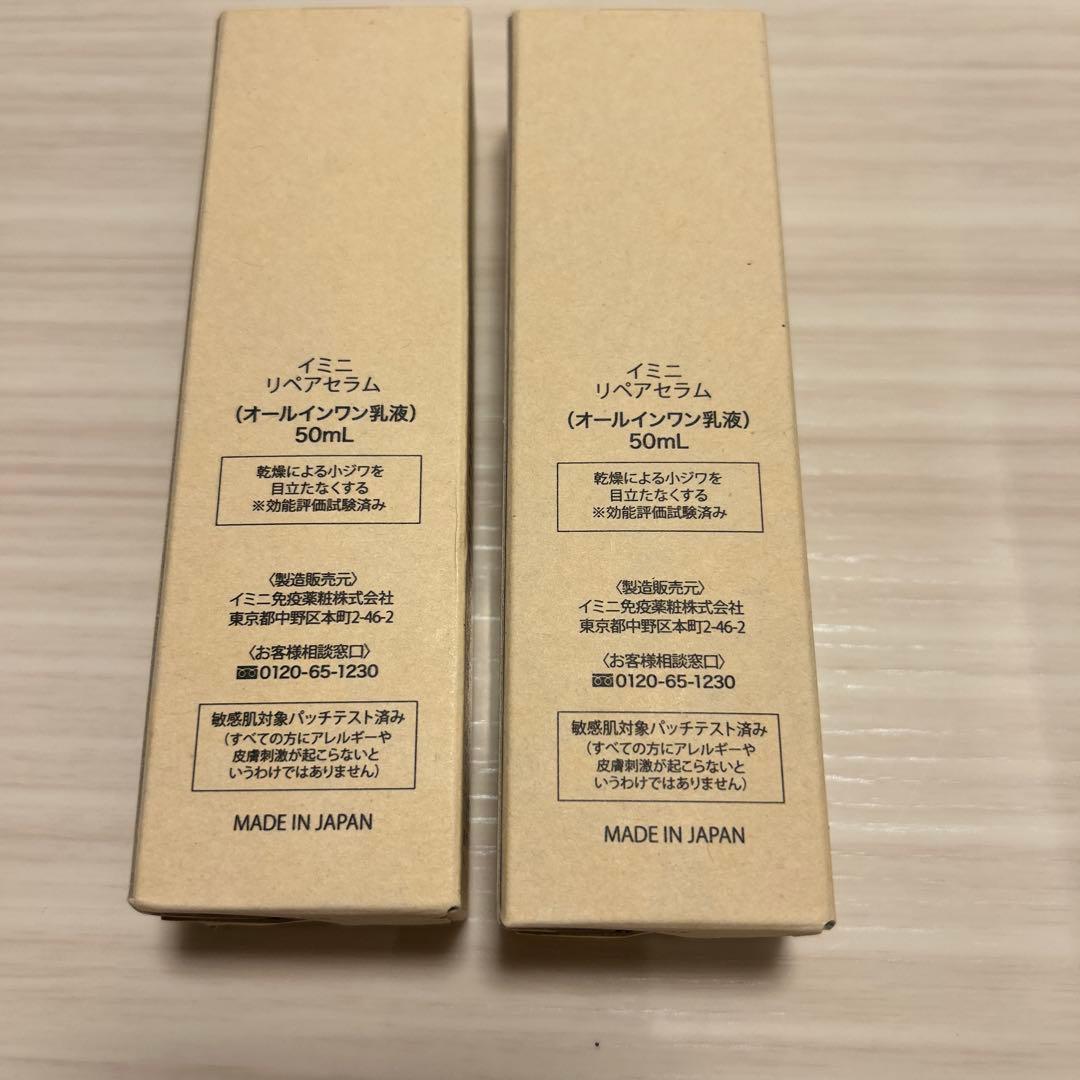 イミニ
リペアセラム
（オールインワン乳液）
50mL
乾燥による小ジワを
目立たなくする
※効能評価試験済み
〈製造販売元〉
イミニ免疫薬粧株式会社
東京都中野区本町2-46-2
〈お客様相談窓口〉
0120-65-1230
敏感肌対象パッチテスト済み
（すべての方にアレルギーや
皮膚刺激が起こらないと
いうわけではありません）
MADE IN JAPAN
イミニ
リペアセラム
（オールインワン乳液）
50mL
乾燥による小ジワを
目立たなくする
※効能評価試験済み
〈製造販売元〉
イミニ免疫薬粧株式会社
東京都中野区本町2-46-2
〈お客様相談窓口〉
0120-65-1230
敏感肌対象パッチテスト済み
（すべての方にアレルギーや
皮膚刺激が起こらないと
いうわけではありません）
MADE IN JAPAN